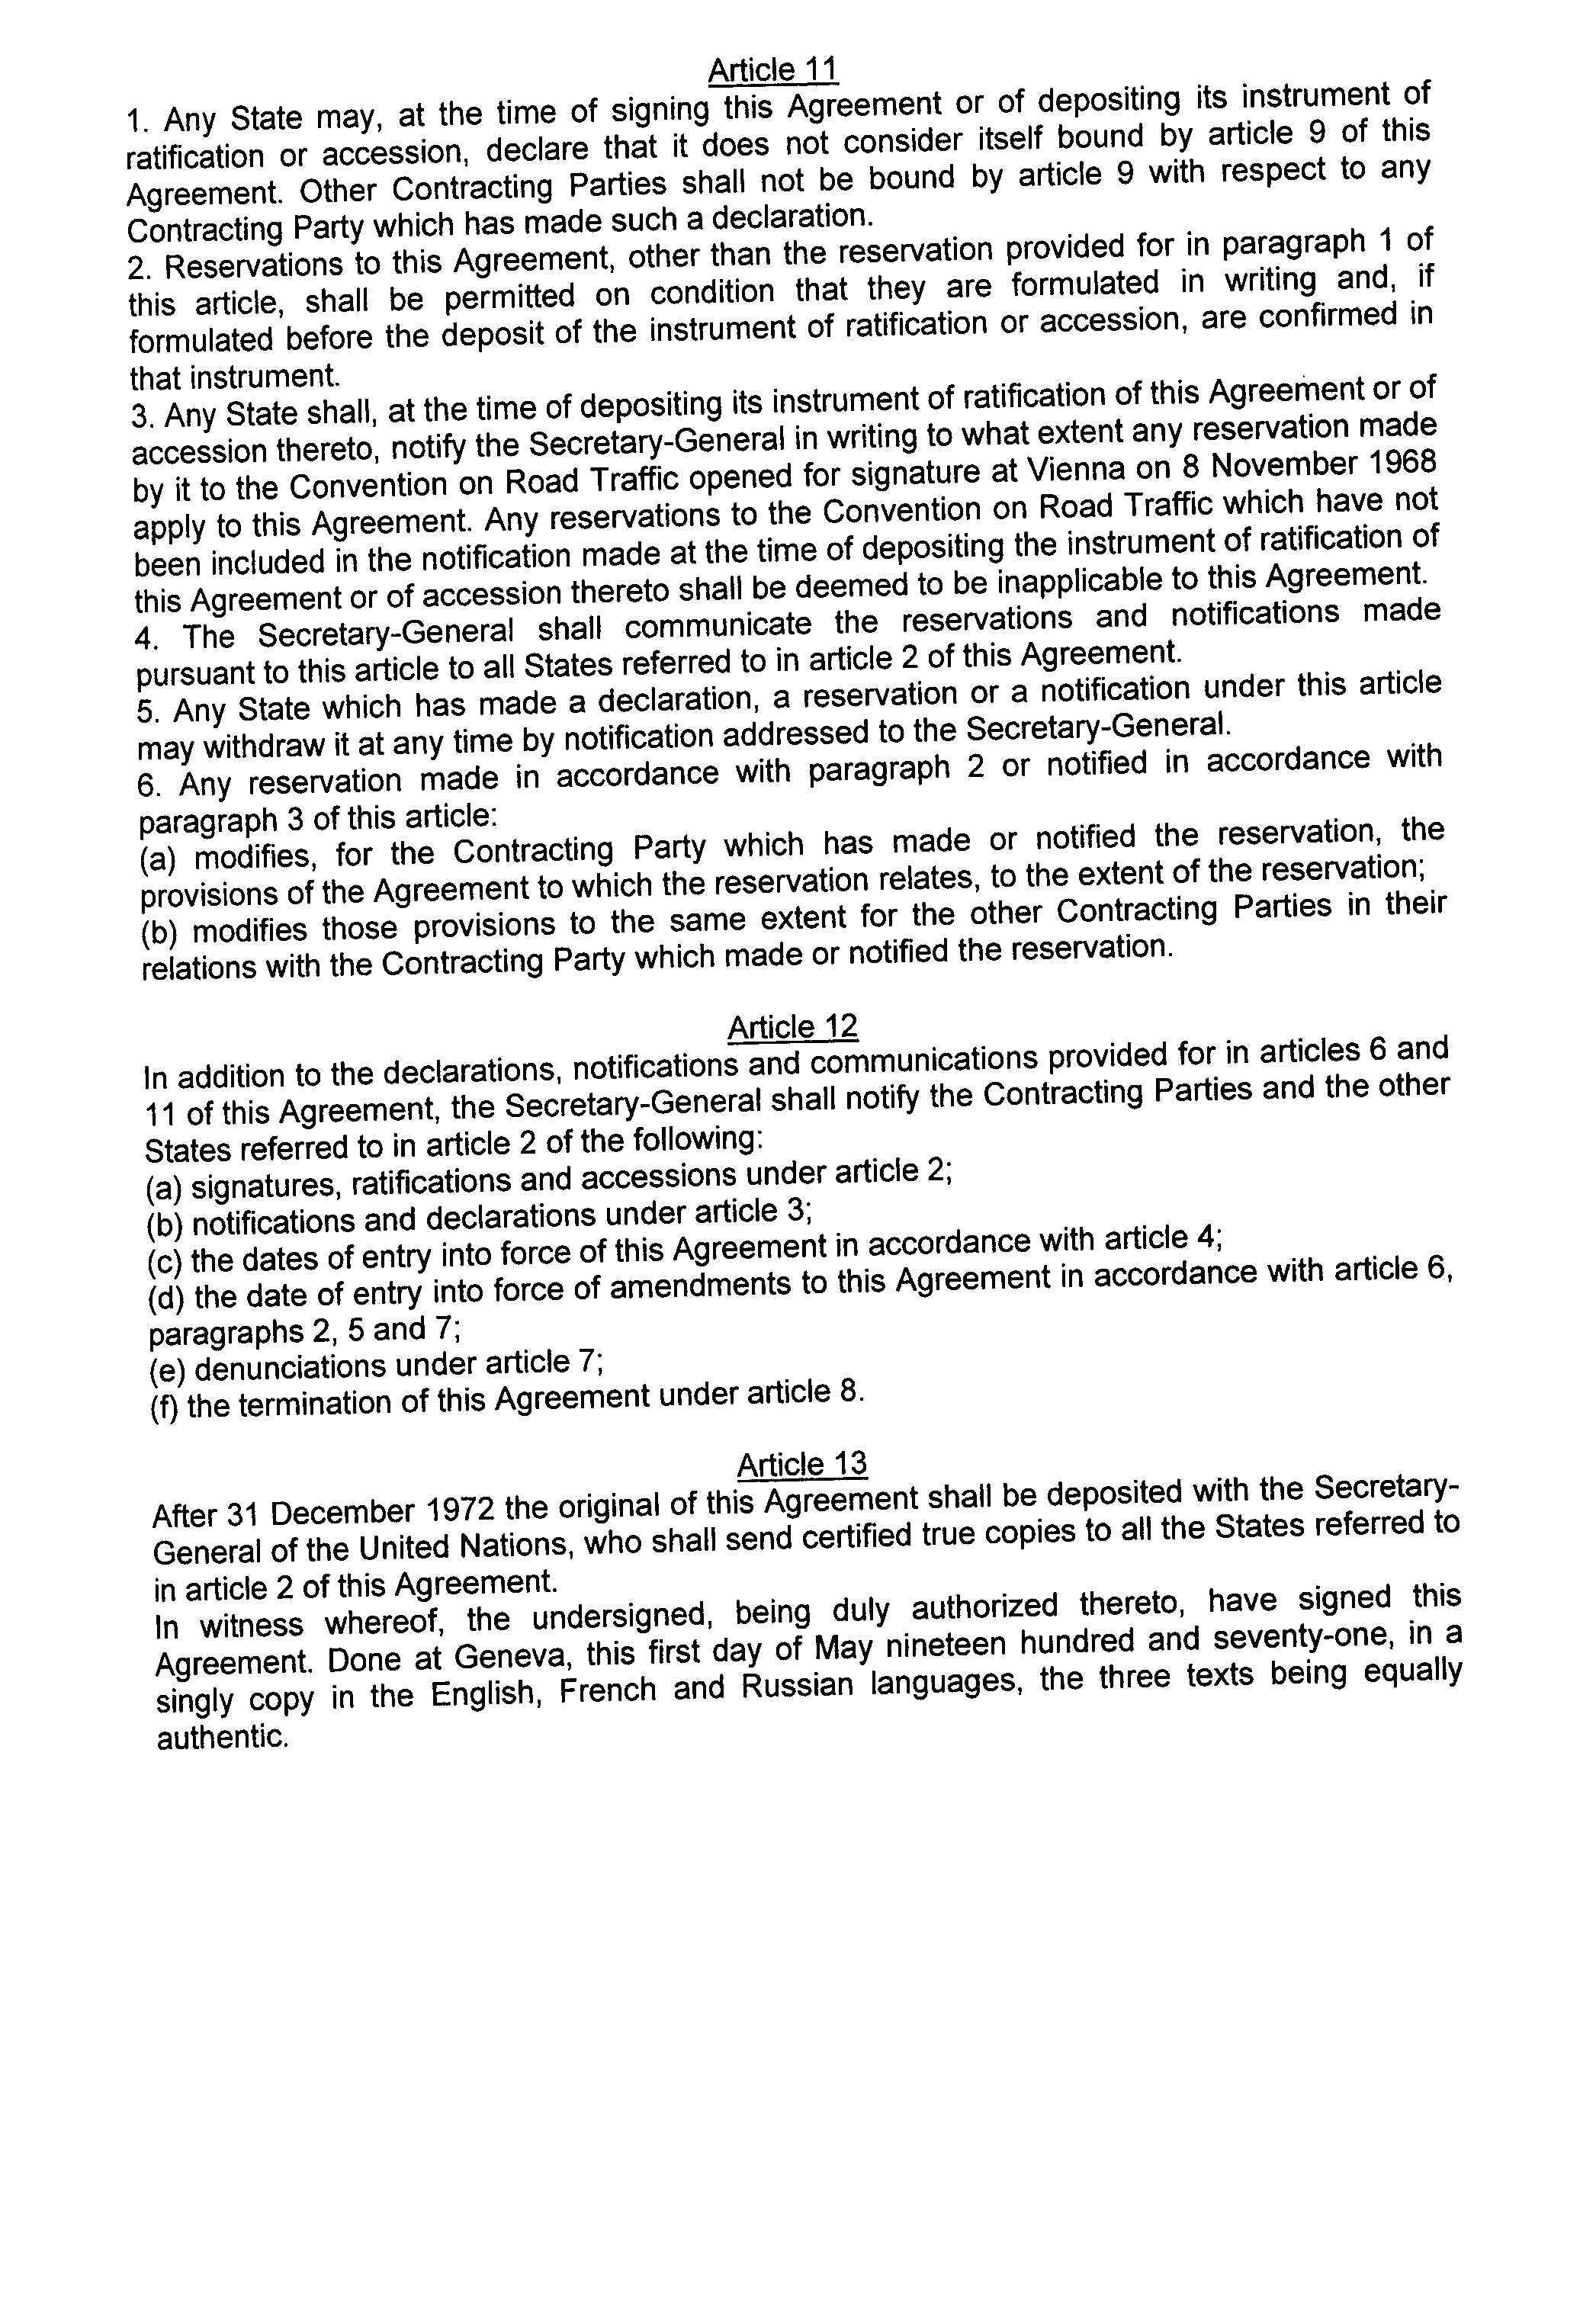 Article 11
1. Any State may, at the time of signing this Agreement or of depositing its instrument of
ratification or accession, declare that it does not consider itself bound by article 9 of this
Agreement. Other Contracting Parties shall not be bound by article 9 with respect to any
Contracting Party which has made such a declaration.
2. Reservations to this Agreement, other than the reservation provided for in paragraph 1 of
this article, shall be permitted on condition that they are formulated in writing and, if
formulated before the deposit of the instrument of ratification or accession, are confirmed in
that instrument.
3. Any State shall, at the time of depositing its instrument of ratification of this Agreement or of
accession thereto, notify the Secretary-General in writing to what extent any reservation made
by it to the Convention on Road Traffic opened for signature at Vienna on 8 November 1968
apply to this Agreement. Any reservations to the Convention on Road Traffic which have not
been included in the notification made at the time of depositing the instrument of ratification of
this Agreement or of accession thereto shall be deemed to be inapplicable to this Agreement.
4. The Secretary-General shall communicate the reservations and notifications made
pursuant to this article to all States referred to in article 2 of this Agreement.
5. Any State which has made a declaration, a reservation or a notification under this article
may withdraw it at any time by notification addressed to the Secretary-General.
6. Any reservation made in accordance with paragraph 2 or notified in accordance with
paragraph 3 of this article:
(a) modifies, for the Contracting Party which has made or notified the reservation, the
provisions of the Agreement to which the reservation relates, to the extent of the reservation;
(b) modifies those provisions to the same extent for the other Contracting Parties in their
relations with the Contracting Party which made or notified the reservation.
Article 12
In addition to the declarations, notifications and communications provided for in articles 6 and
11 of this Agreement, the Secretary-General shall notify the Contracting Parties and the other
States referred to in article 2 of the following:
(a) signatures, ratifications and accessions under article 2;
(b) notifications and declarations under article 3;
(c) the dates of entry into force of this Agreement in accordance with article 4;
(d) the date of entry into force of amendments to this Agreement in accordance with article 6,
paragraphs 2, 5 and 7;
(e) denunciations under article 7;
(f) the termination of this Agreement under article 8.
Article 13
After 31 December 1972 the original of this Agreement shall be deposited with the Secretary-
General of the United Nations, who shall send certified true copies to all the States referred to
in article 2 of this Agreement.
In witness whereof, the undersigned, being duly authorized thereto, have signed this
Agreement. Done at Geneva, this first day of May nineteen hundred and seventy-one, in a
singly copy in the English, French and Russian languages, the three texts being equally
authentic.